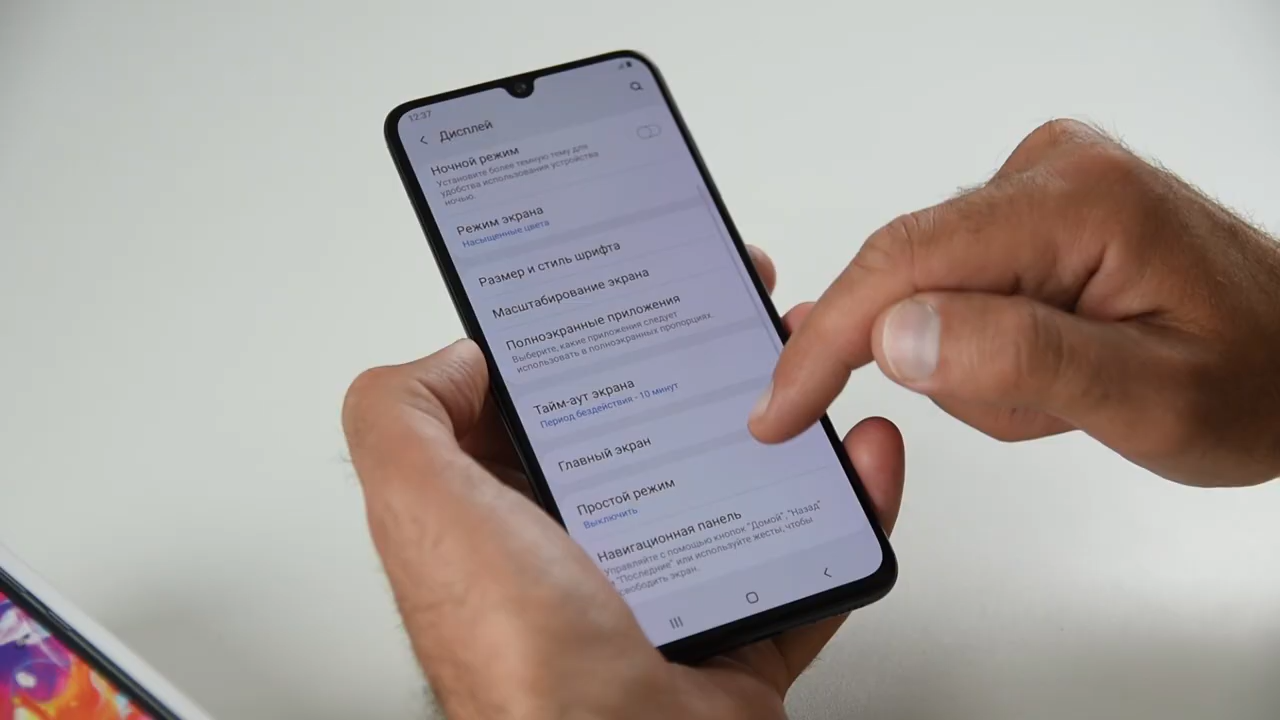 12:37
Дисплей
Ночной режим
Установите более темную тему для
удобства использования устройства
ночью.
Режим экрана
Насыщенные цвета
Размер и стиль шрифта
Масштабирование экрана
Полноэкранные приложения
Выберите, какие приложения следует
использовать в полноэкранных пропорциях.
Тайм-аут экрана
Период бездействия - 10 минут
Главный экран
Простой режим
Выключить
Навигационная панель
Управляйте с помощью кнопок "Домой", "Назад"
и "Последние" или используйте жесты, чтобы
освободить экран.